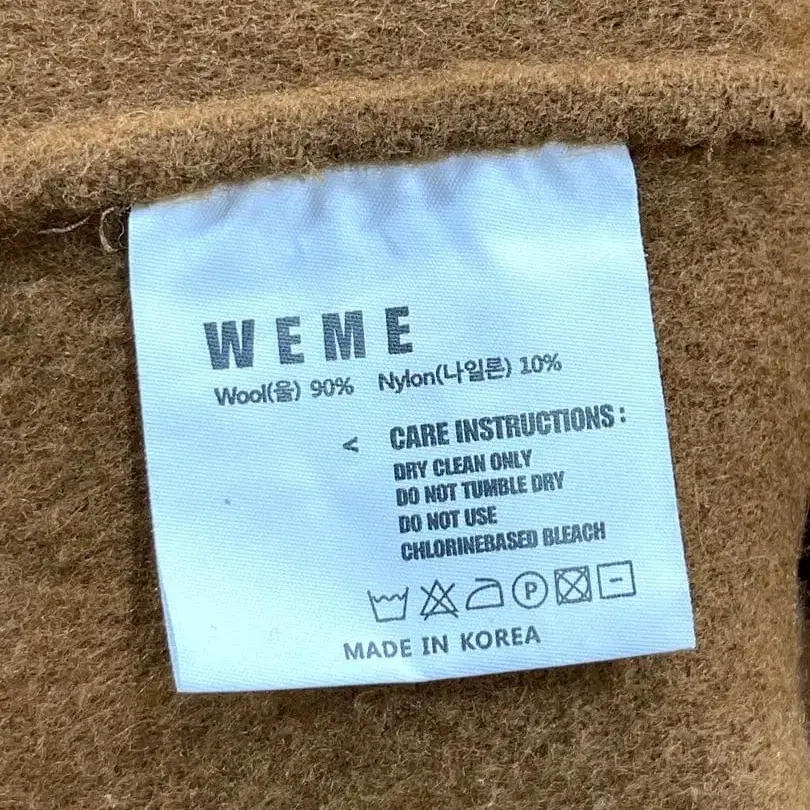 WEME
Wool(울) 90% Nylon(나일론) 10%
< CARE INSTRUCTIONS :
DRY CLEAN ONLY
DO NOT TUMBLE DRY
DO NOT USE
CHLORINEBASED BLEACH
P
MADE IN KOREA